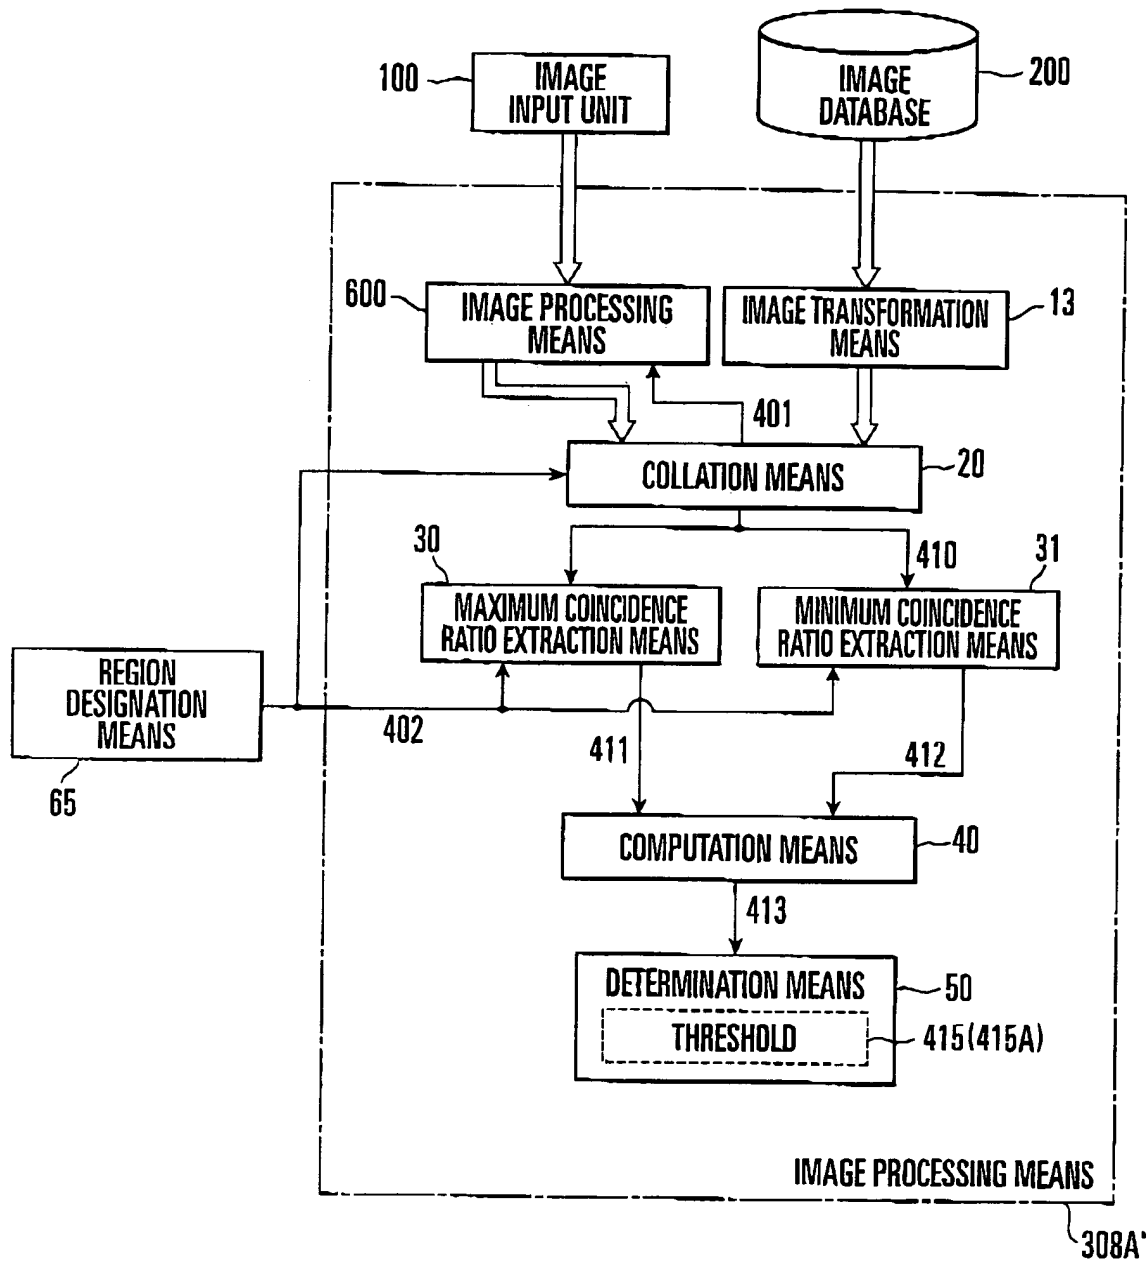 100
IMAGE
INPUT UNIT
IMAGE
DATABASE
200
600
IMAGE PROCESSING
MEANS
IMAGE TRANSFORMATION
MEANS
13
401
COLLATION MEANS
20
30
410
31
MAXIMUM COINCIDENCE
RATIO EXTRACTION MEANS
MINIMUM COINCIDENCE
RATIO EXTRACTION MEANS
REGION
DESIGNATION
MEANS
65
402
411
412
COMPUTATION MEANS
40
413
DETERMINATION MEANS
50
THRESHOLD
415(415A)
IMAGE PROCESSING MEANS
308A'